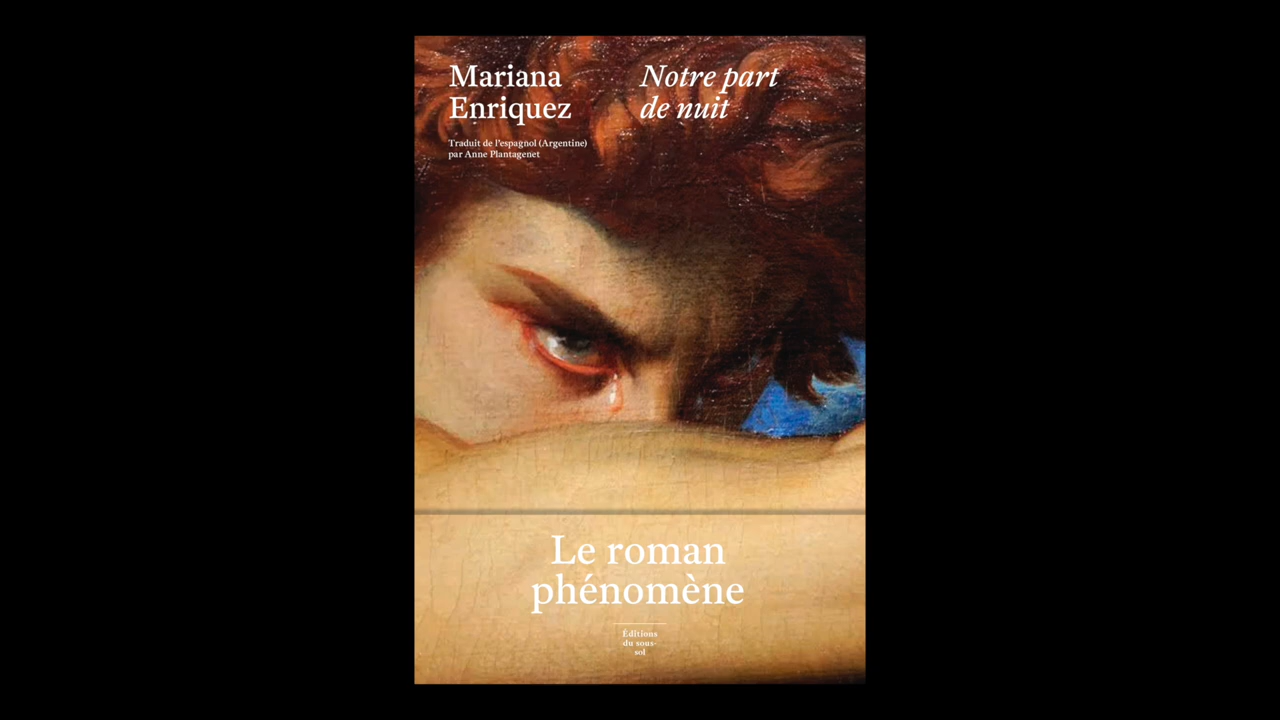 Mariana
Enriquez
Notre part
de nuit
Traduit de l'espagnol (Argentine)
par Anne Plantagenet
Le roman
phénomène
Éditions
du sous-
sol